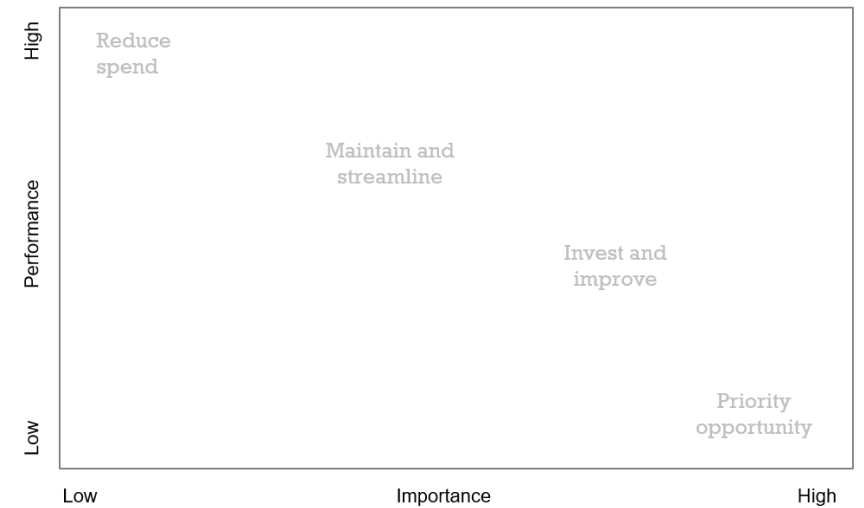 High
Reduce
spend
Maintain and
streamline
Performance
Invest and
improve
Priority
opportunity
Low
Low
Importance
High